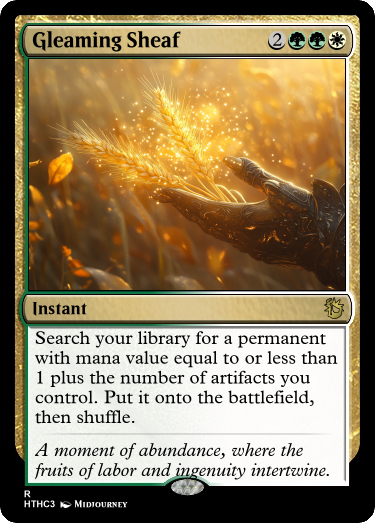 Gleaming Sheaf 2
Instant
Search your library for a permanent
with mana value equal to or less than
1 plus the number of artifacts you
control. Put it onto the battlefield,
then shuffle.
A moment of abundance, where the
fruits of labor and ingenuity intertwine.
R
HTHC3 Midjourney